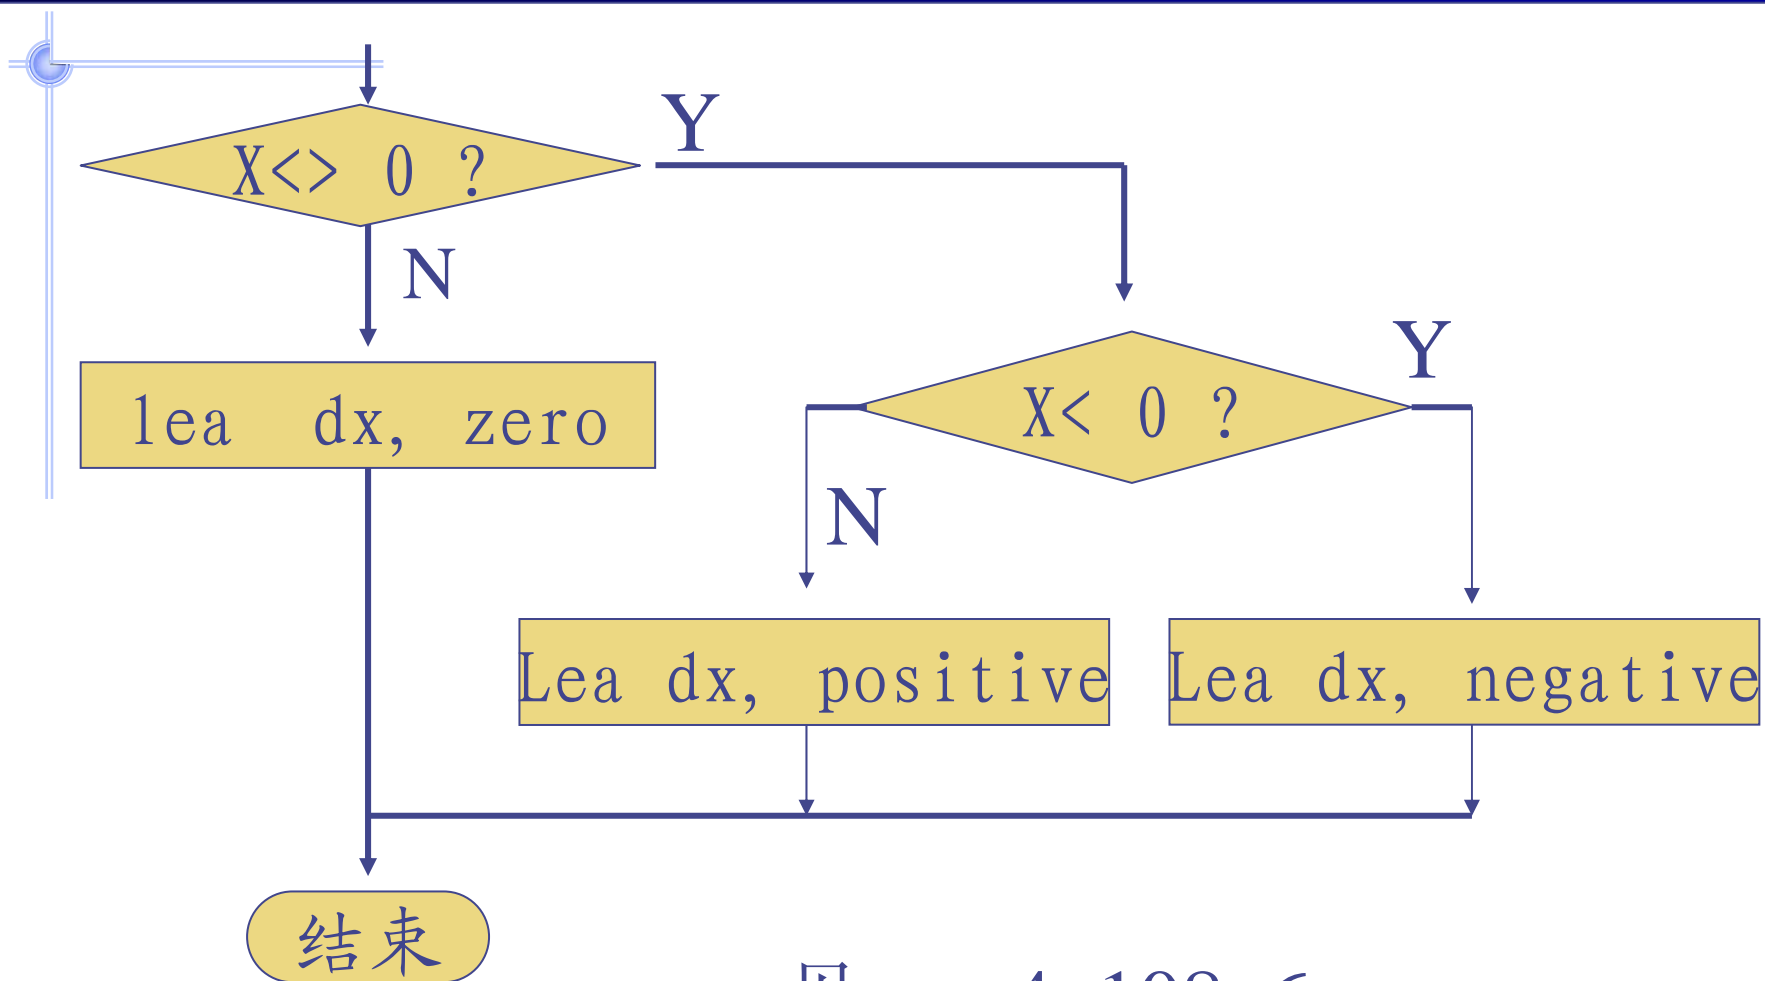 Y
X<> 0 ?
N
Y
lea dx, zero
X< 0 ?
N
Lea dx, positive
Lea dx, negative
结束